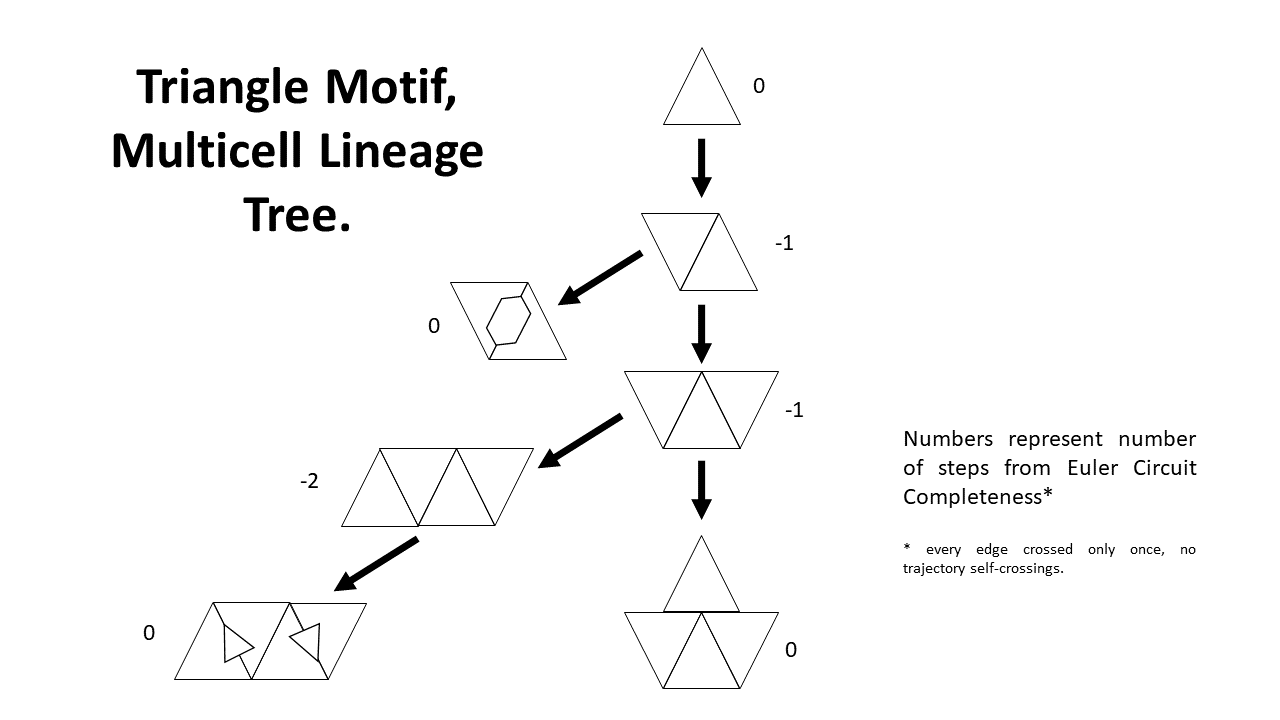 Triangle Motif,
Multicell Lineage
Tree.
0
-1
0
-1
-2
0
0
Numbers represent number
of steps from Euler Circuit
Completeness*
* every edge crossed only once, no
trajectory self-crossings.